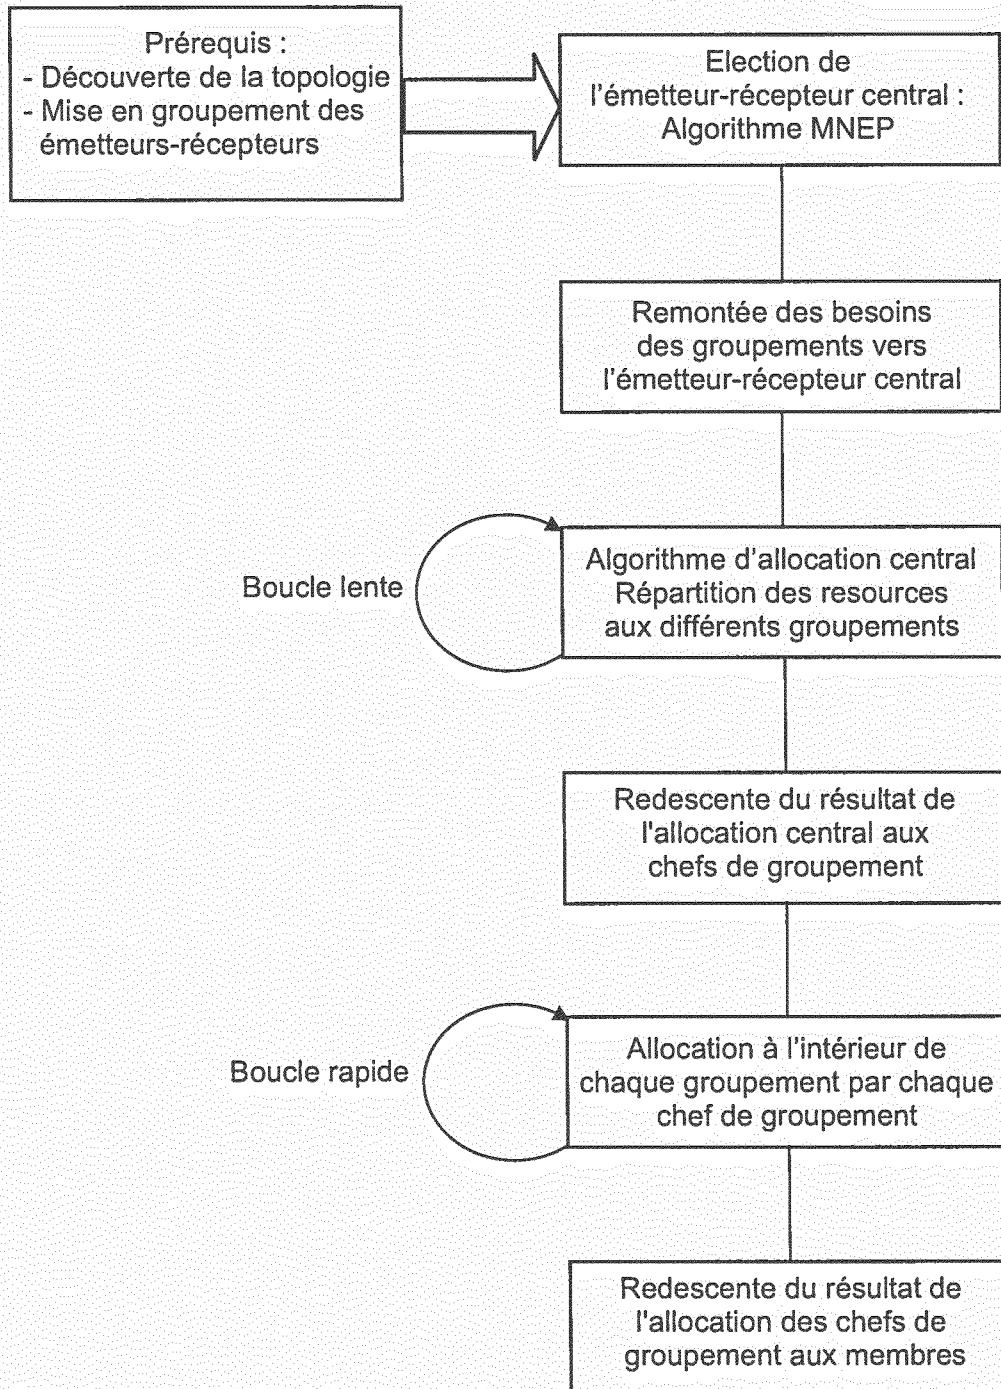 Prérequis :
- Découverte de la topologie
- Mise en groupement des
émetteurs-récepteurs
Election de
l'émetteur-récepteur central :
Algorithme MNEP
Remontée des besoins
des groupements vers
l'émetteur-récepteur central
Boucle lente
Algorithme d'allocation central
Répartition des resources
aux différents groupements
Redescente du résultat de
l'allocation central aux
chefs de groupement
Boucle rapide
Allocation à l'intérieur de
chaque groupement par chaque
chef de groupement
Redescente du résultat de
l'allocation des chefs de
groupement aux membres